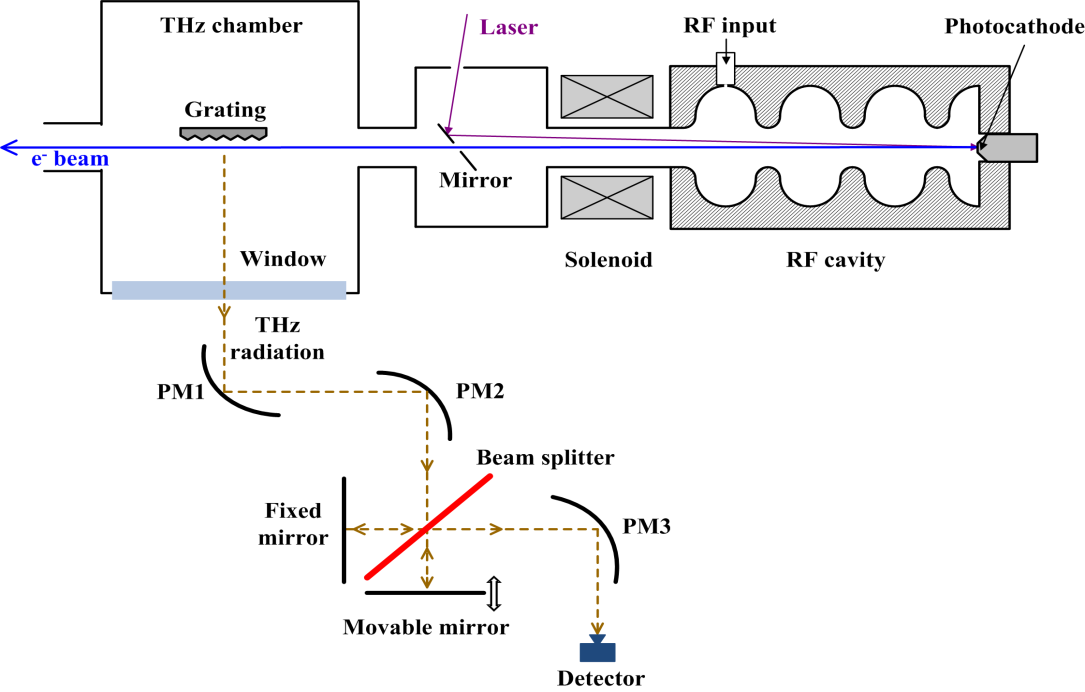 THz chamber
Laser
RF input
Photocathode
Grating
e- beam
Mirror
Window
Solenoid
RF cavity
THz
radiation
PM1
PM2
Beam splitter
Fixed
mirror
PM3
Movable mirror
Detector